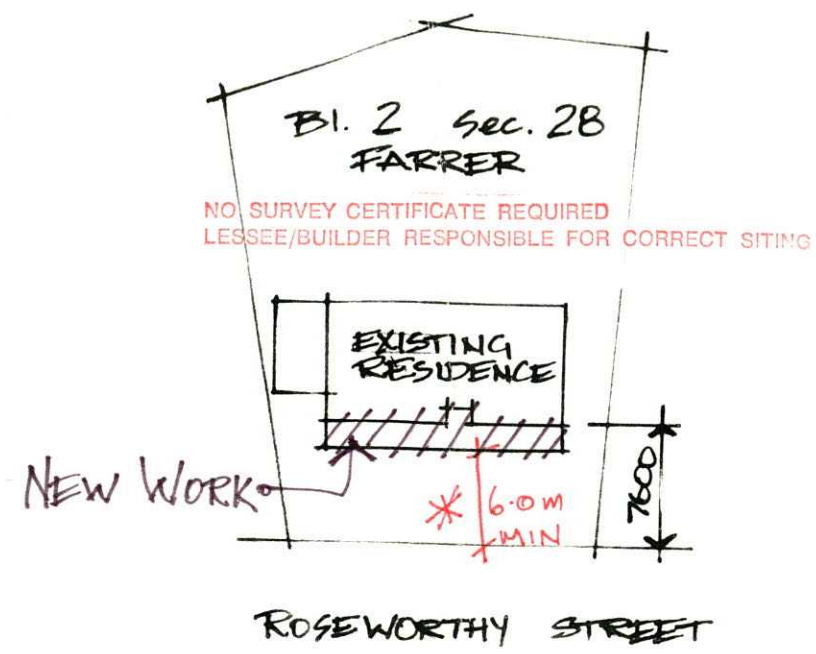 Bl. 2 Sec. 28
FARRER
NO SURVEY CERTIFICATE REQUIRED
LESSEE/BUILDER RESPONSIBLE FOR CORRECT SITING
EXISTING
RESIDENCE
NEW WORK
* 6.0 m
MIN
7600
ROSEWORTHY STREET